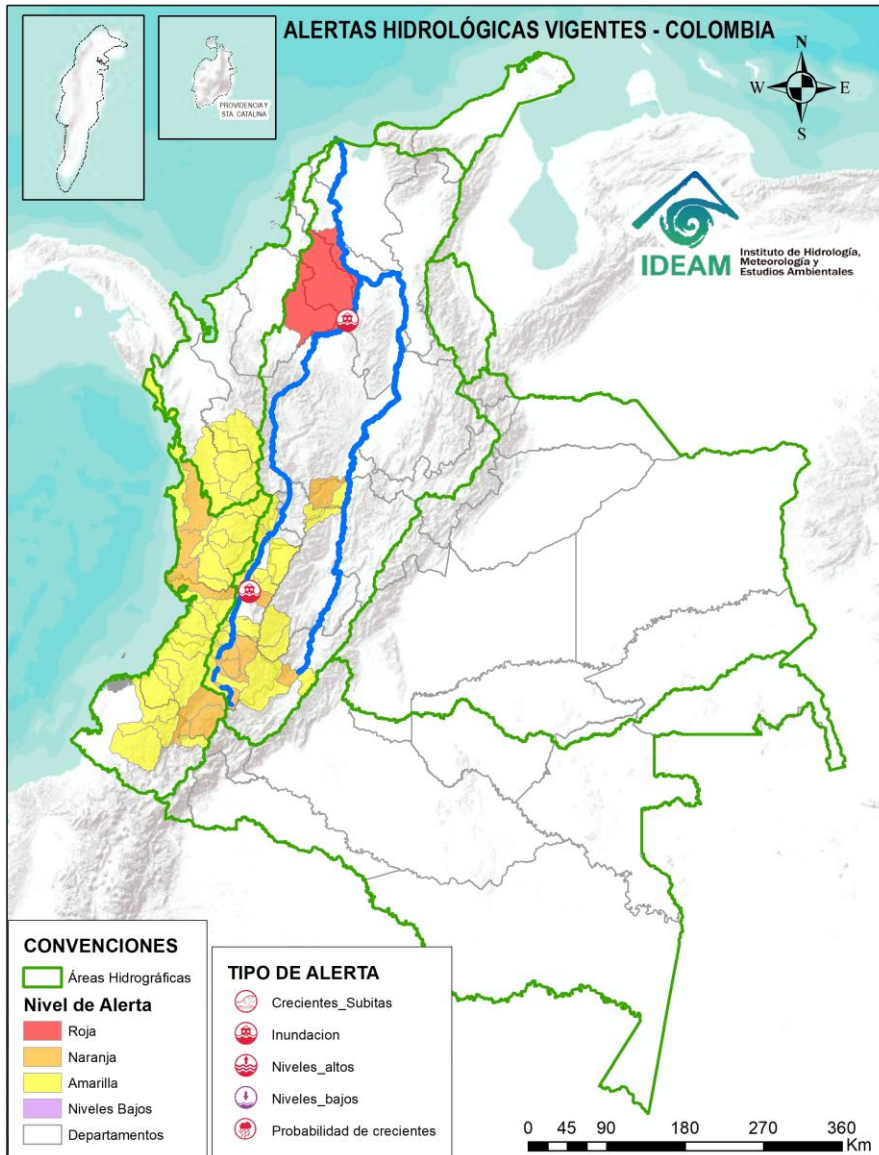 ALERTAS HIDROLÓGICAS VIGENTES - COLOMBIA
PROVIDENCIA Y
STA. CATALINA
N
W
E
S
IDEAM
Instituto de Hidrología,
Meteorología y
Estudios Ambientales
CONVENCIONES
Áreas Hidrográficas
Nivel de Alerta
Roja
Naranja
Amarilla
Niveles Bajos
Departamentos
TIPO DE ALERTA
Crecientes_Subitas
Inundacion
Niveles_altos
Niveles_bajos
Probabilidad de crecientes
0 45 90 180 270 360
Km